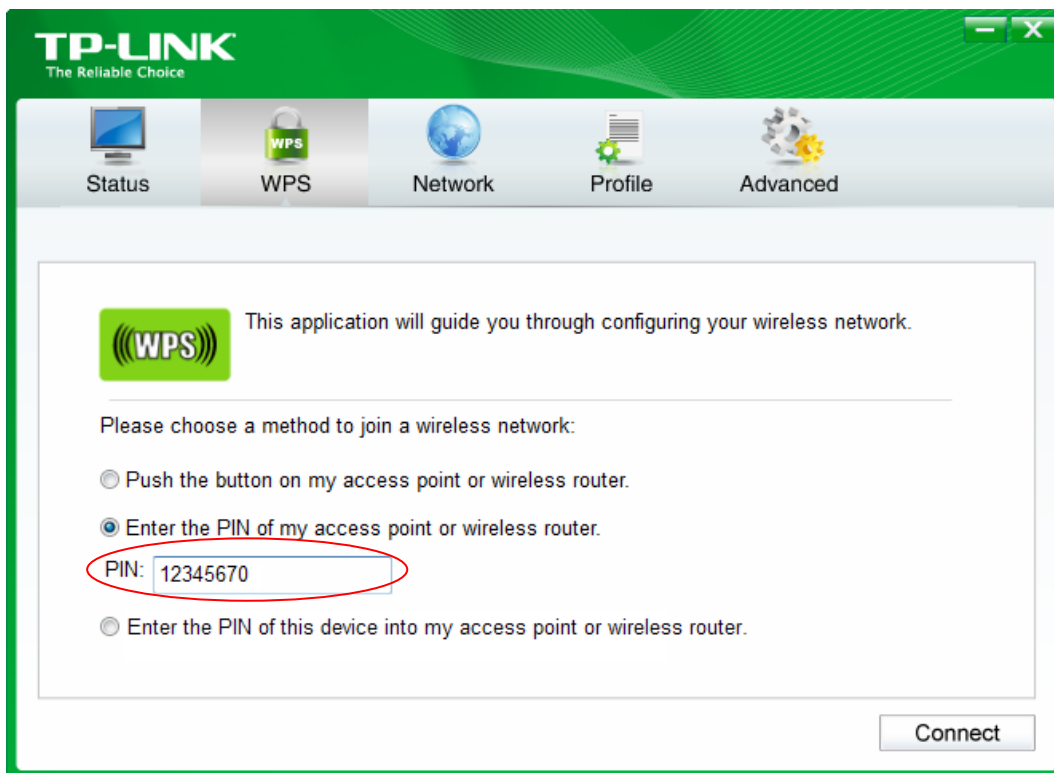 TP-LINK
The Reliable Choice
Status WPS Network Profile Advanced
WPS
This application will guide you through configuring your wireless network.
(((WPS)))
Please choose a method to join a wireless network:
Push the button on my access point or wireless router.
Enter the PIN of my access point or wireless router.
PIN: 12345670
Enter the PIN of this device into my access point or wireless router.
Connect